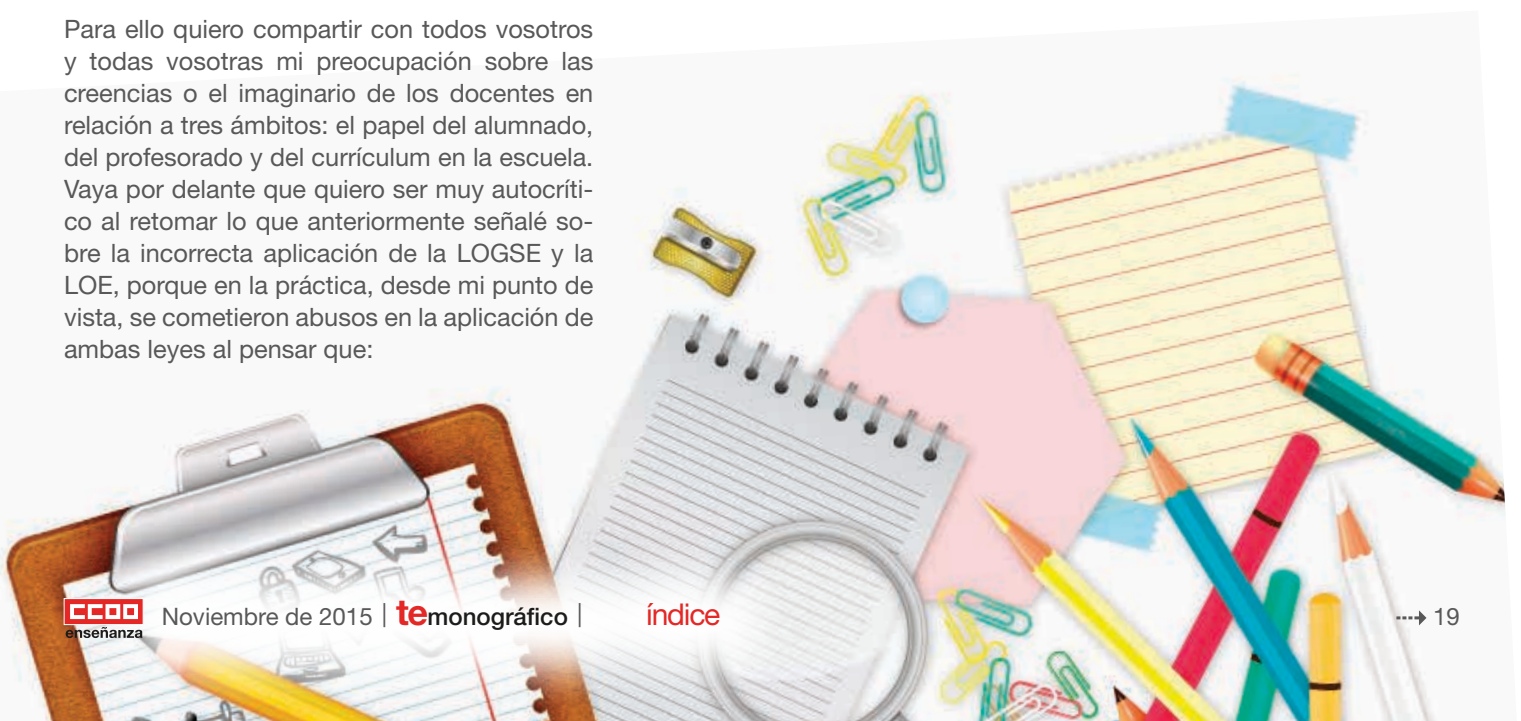 Para ello quiero compartir con todos vosotros
y todas vosotras mi preocupación sobre las
creencias o el imaginario de los docentes en
relación a tres ámbitos: el papel del alumnado,
del profesorado y del currículum en la escuela.
Vaya por delante que quiero ser muy autocríti-
co al retomar lo que anteriormente señalé so-
bre la incorrecta aplicación de la LOGSE y la
LOE, porque en la práctica, desde mi punto de
vista, se cometieron abusos en la aplicación de
ambas leyes al pensar que:
CCOO
enseñanza
Noviembre de 2015 | temonográfico | índice 19